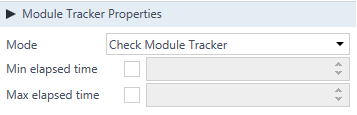 Module Tracker Properties
Mode Check Module Tracker
Min elapsed time
Max elapsed time